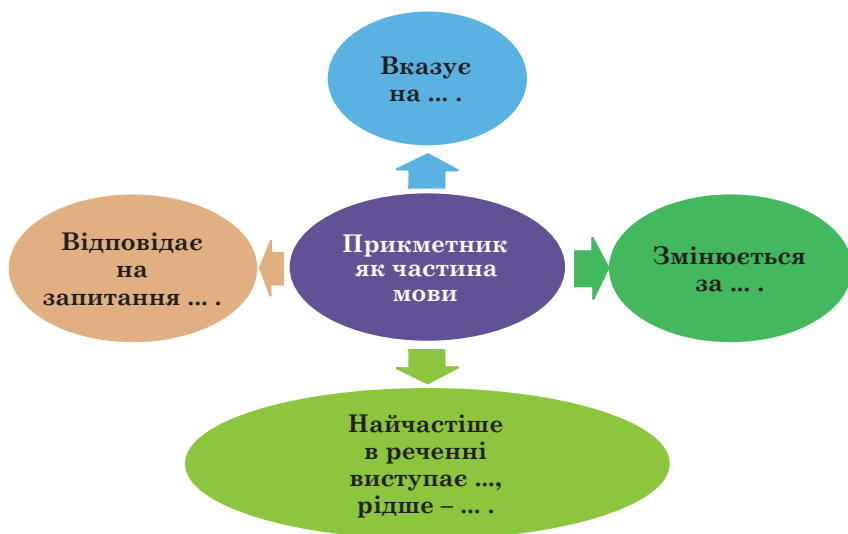 Вказує
на ... .
Відповідає
на
запитання ... .
Прикметник
як частина
мови
Змінюється
за ... .
Найчастіше
в реченні
виступає ...,
рідше – ... .